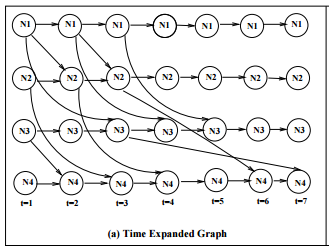 N1 N1 N1 N1 N1 N1 N1
N2 N2 N2 N2 N2 N2 N2
N3 N3 N3 N3 N3 N3 N3
N4 N4 N4 N4 N4 N4 N4
t=1 t=2 t=3 t=4 t=5 t=6 t=7
(a) Time Expanded Graph